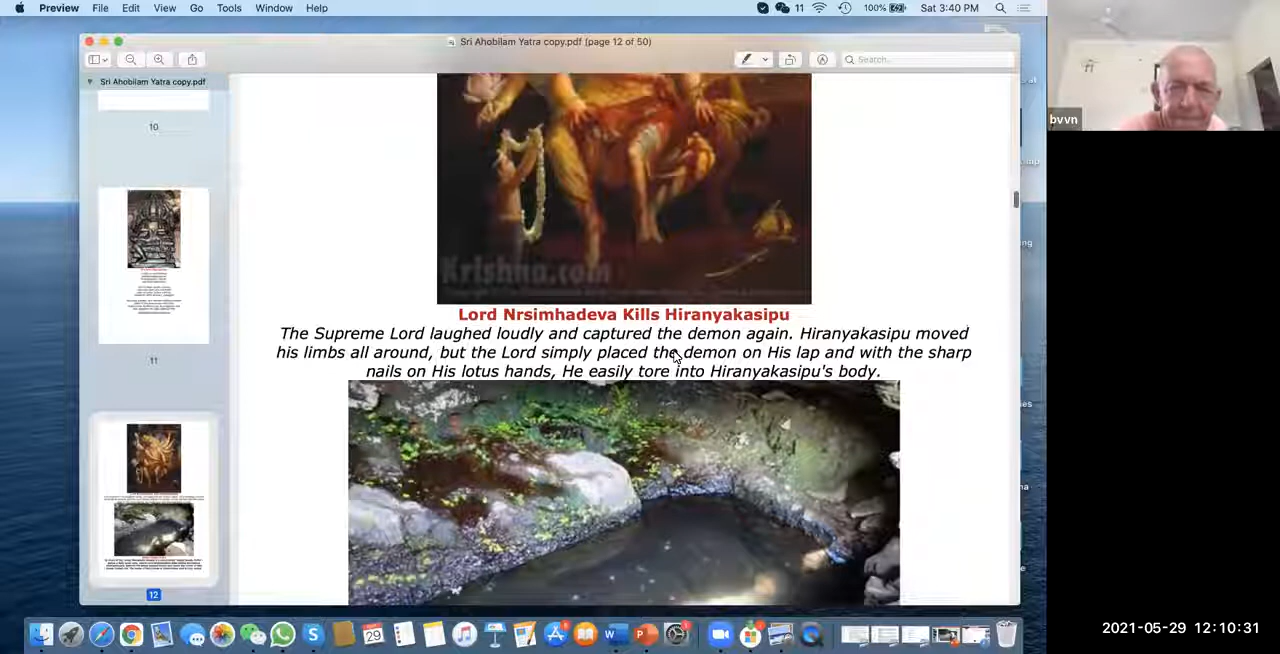 Preview File Edit View Go Tools Window Help 11 100% Sat 3:40 PM
Sri Ahobilam Yatra copy.pdf (page 12 of 50)
Search
Sri Ahobilam Yatra copy.pdf
bvvn
10
11
12
Krishna.com
Lord Nrsimhadeva Kills Hiranyakasipu
The Supreme Lord laughed loudly and captured the demon again. Hiranyakasipu moved
his limbs all around, but the Lord simply placed the demon on His lap and with the sharp
nails on His lotus hands, He easily tore into Hiranyakasipu's body.
29
2021-05-29 12:10:31